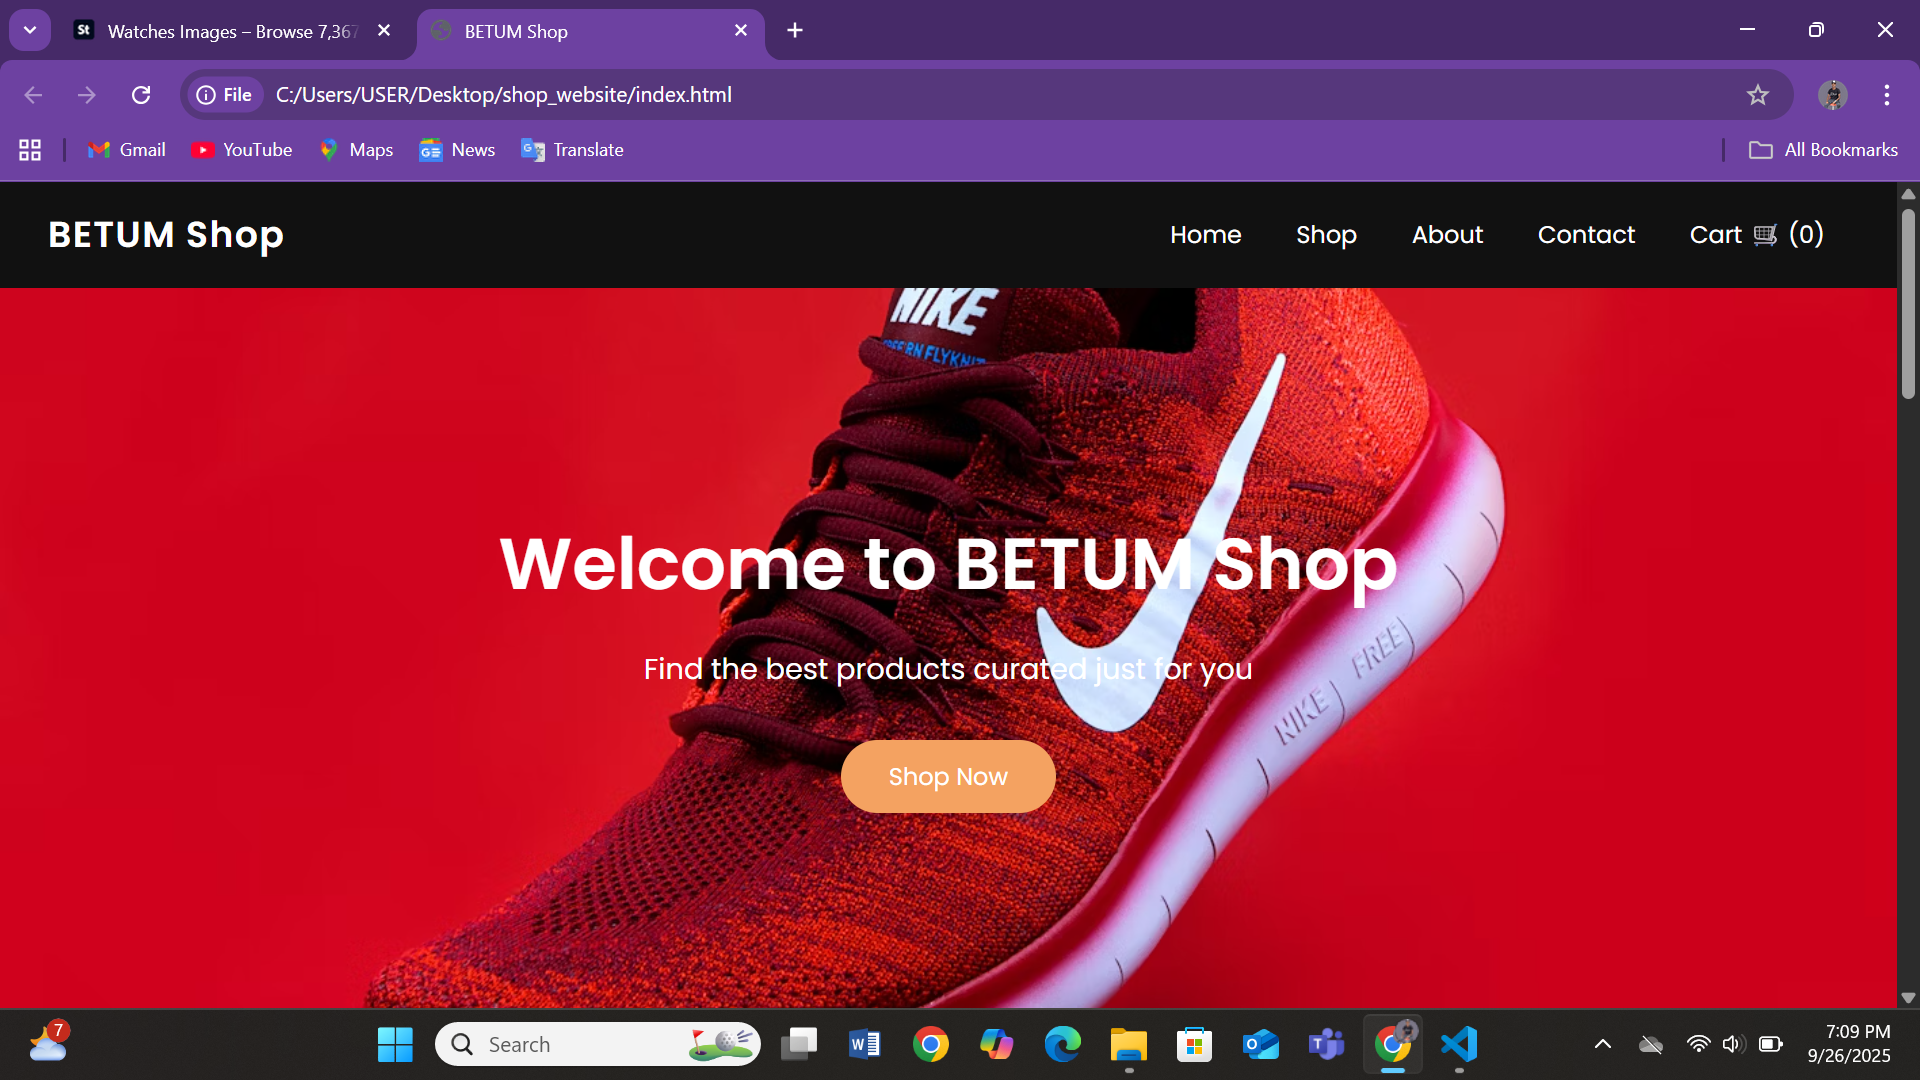 Watches Images – Browse 7,367
BETUM Shop
File
C:/Users/USER/Desktop/shop_website/index.html
Gmail
YouTube
Maps
News
Translate
All Bookmarks
BETUM Shop
Home
Shop
About
Contact
Cart 🛒 (0)
NIKE
FREE RN FLYKNIT
Welcome to BETUM Shop
Find the best products curated just for you
NIKE FREE
Shop Now
7
Search
7:09 PM
9/26/2025